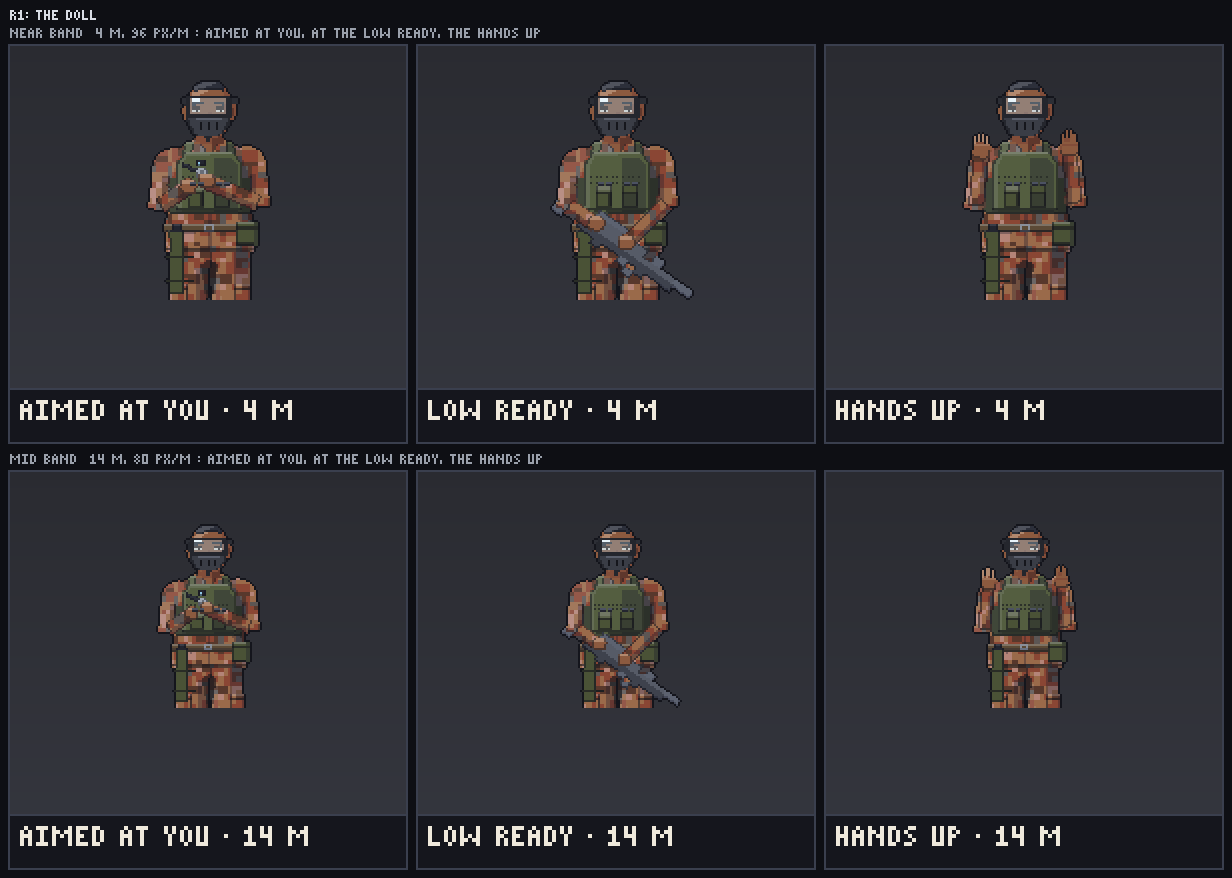 R1: THE DOLL
NEAR BAND 4 M, 96 PX/M : AIMED AT YOU, AT THE LOW READY, THE HANDS UP
AIMED AT YOU · 4 M
LOW READY · 4 M
HANDS UP · 4 M
MID BAND 14 M, 80 PX/M : AIMED AT YOU, AT THE LOW READY, THE HANDS UP
AIMED AT YOU · 14 M
LOW READY · 14 M
HANDS UP · 14 M